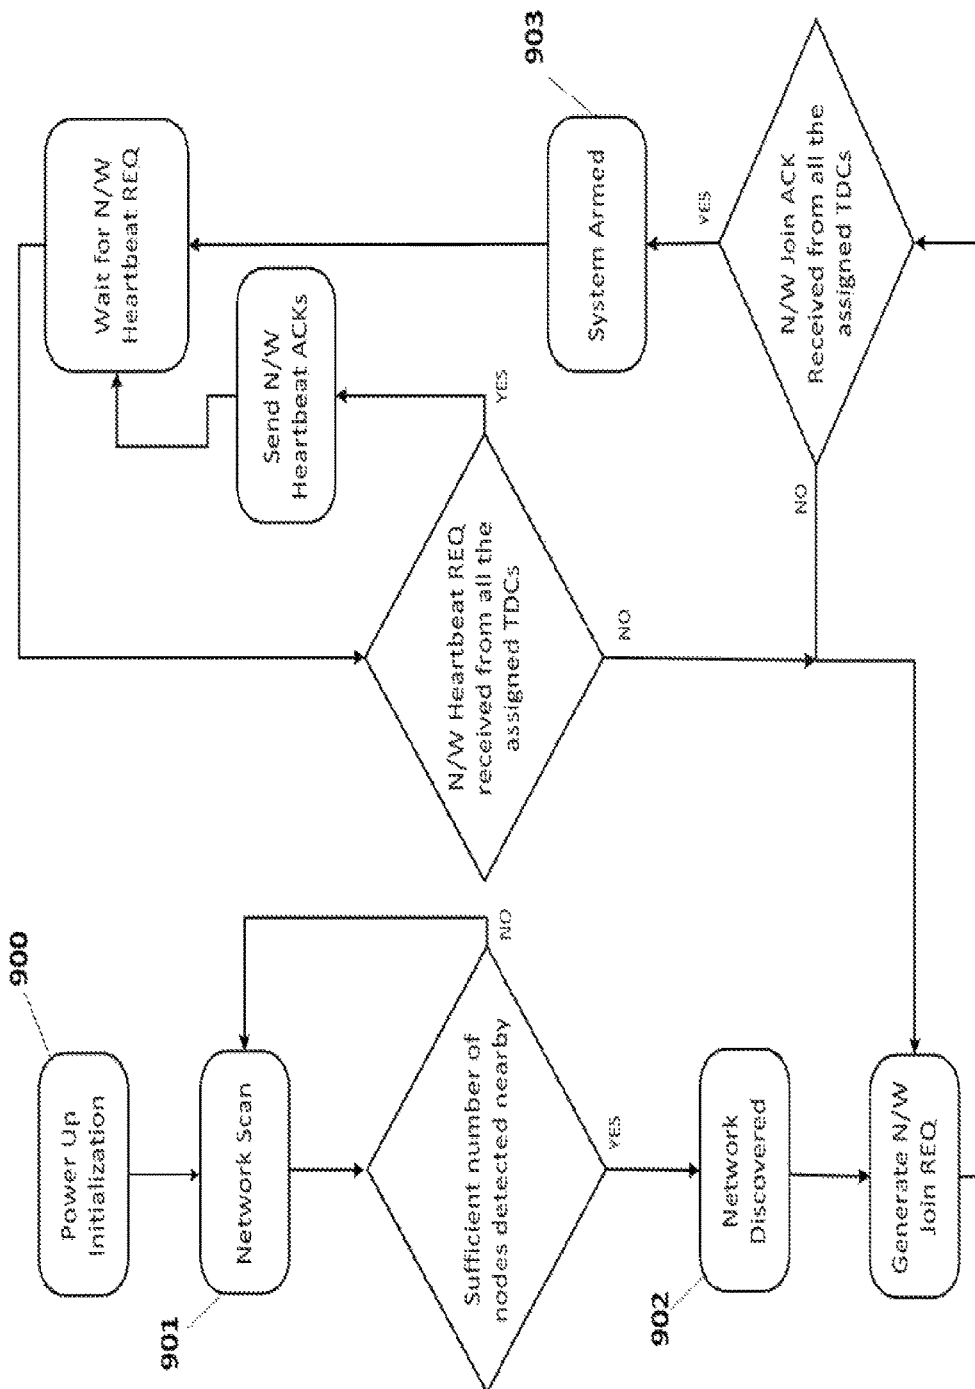 900
Power Up
Initialization
901
Network Scan
Sufficient number of
nodes detected nearby
NO
YES
902
Network
Discovered
Generate N/W
Join REQ
Wait for N/W
Heartbeat REQ
Send N/W
Heartbeat ACKs
N/W Heartbeat REQ
received from all the
assigned TDCs
YES
NO
903
System Armed
YES
N/W Join ACK
Received from all the
assigned TDCs
NO